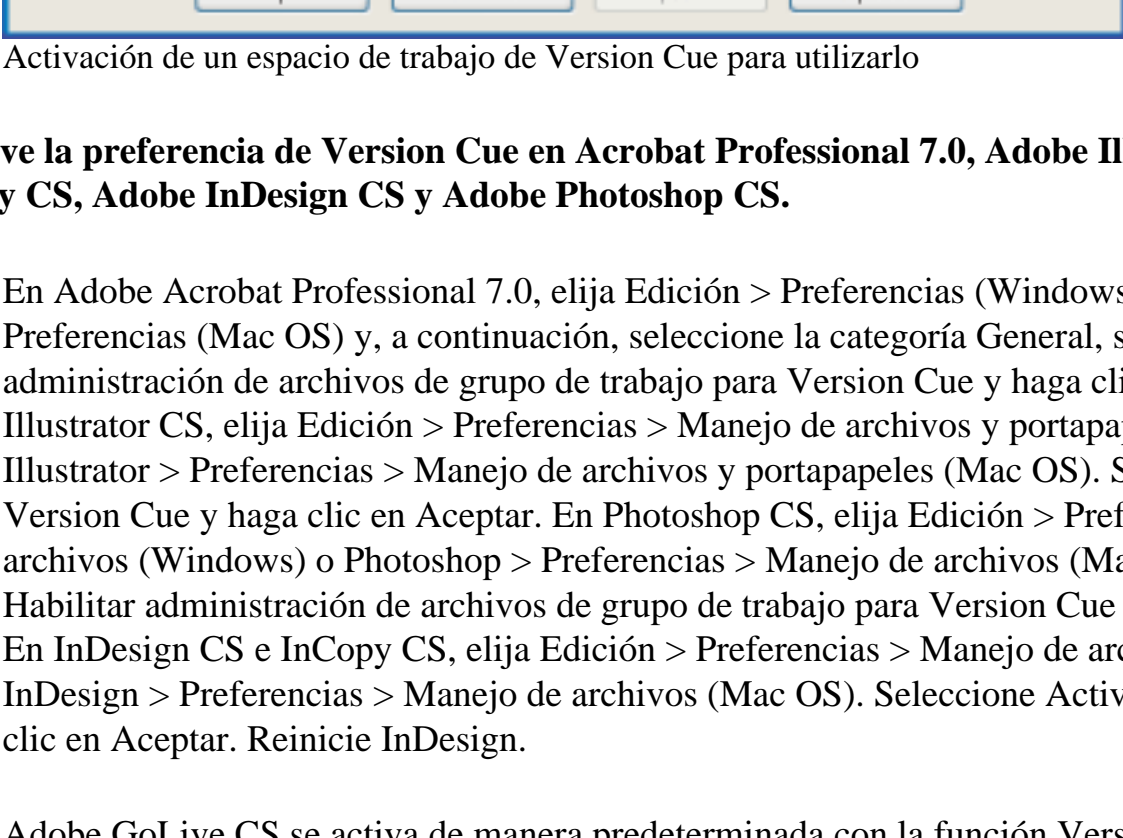 Activación de un espacio de trabajo de Version Cue para utilizarlo
ve la preferencia de Version Cue en Acrobat Professional 7.0, Adobe Il
y CS, Adobe InDesign CS y Adobe Photoshop CS.
En Adobe Acrobat Professional 7.0, elija Edición > Preferencias (Windows
Preferencias (Mac OS) y, a continuación, seleccione la categoría General, s
administración de archivos de grupo de trabajo para Version Cue y haga cli
Illustrator CS, elija Edición > Preferencias > Manejo de archivos y portapap
Illustrator > Preferencias > Manejo de archivos y portapapeles (Mac OS). S
Version Cue y haga clic en Aceptar. En Photoshop CS, elija Edición > Pref
archivos (Windows) o Photoshop > Preferencias > Manejo de archivos (Ma
Habilitar administración de archivos de grupo de trabajo para Version Cue
En InDesign CS e InCopy CS, elija Edición > Preferencias > Manejo de arc
InDesign > Preferencias > Manejo de archivos (Mac OS). Seleccione Activ
clic en Aceptar. Reinicie InDesign.
Adobe GoLive CS se activa de manera predeterminada con la función Vers